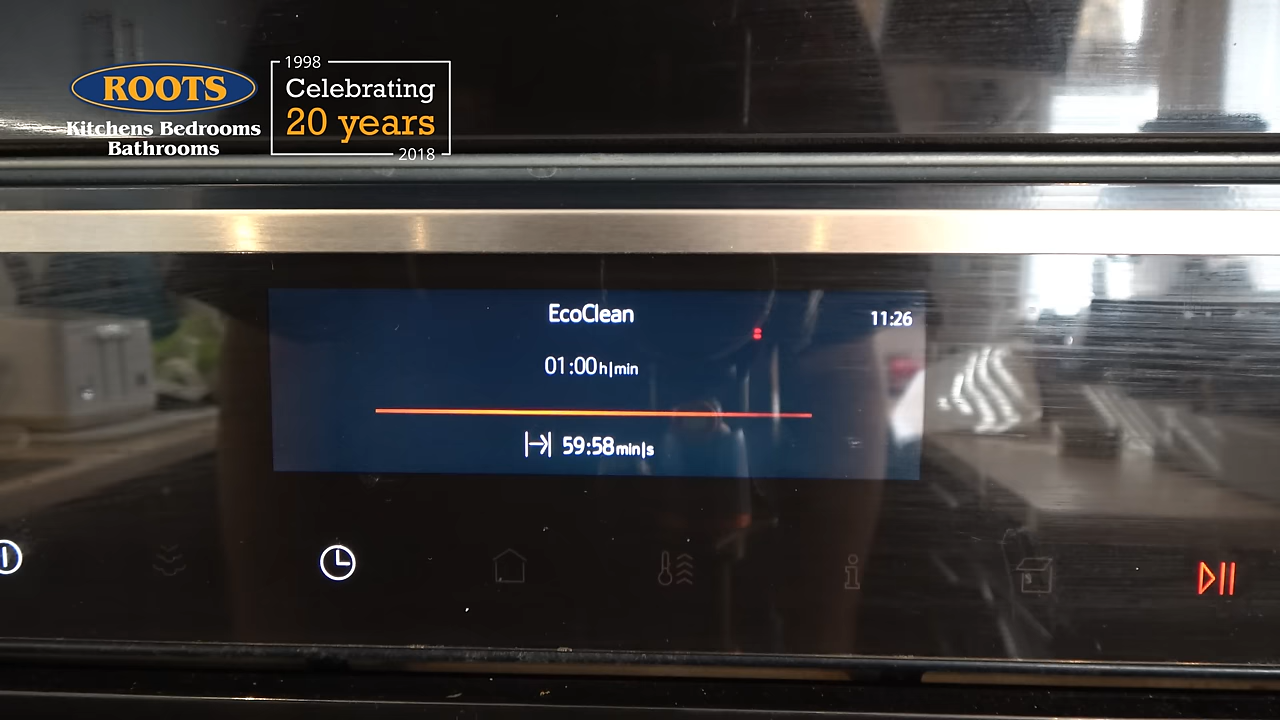 ROOTS
Kitchens Bedrooms
Bathrooms
1998
Celebrating
20 years
2018
EcoClean
11:26
01:00 h|min
59:58 min|s